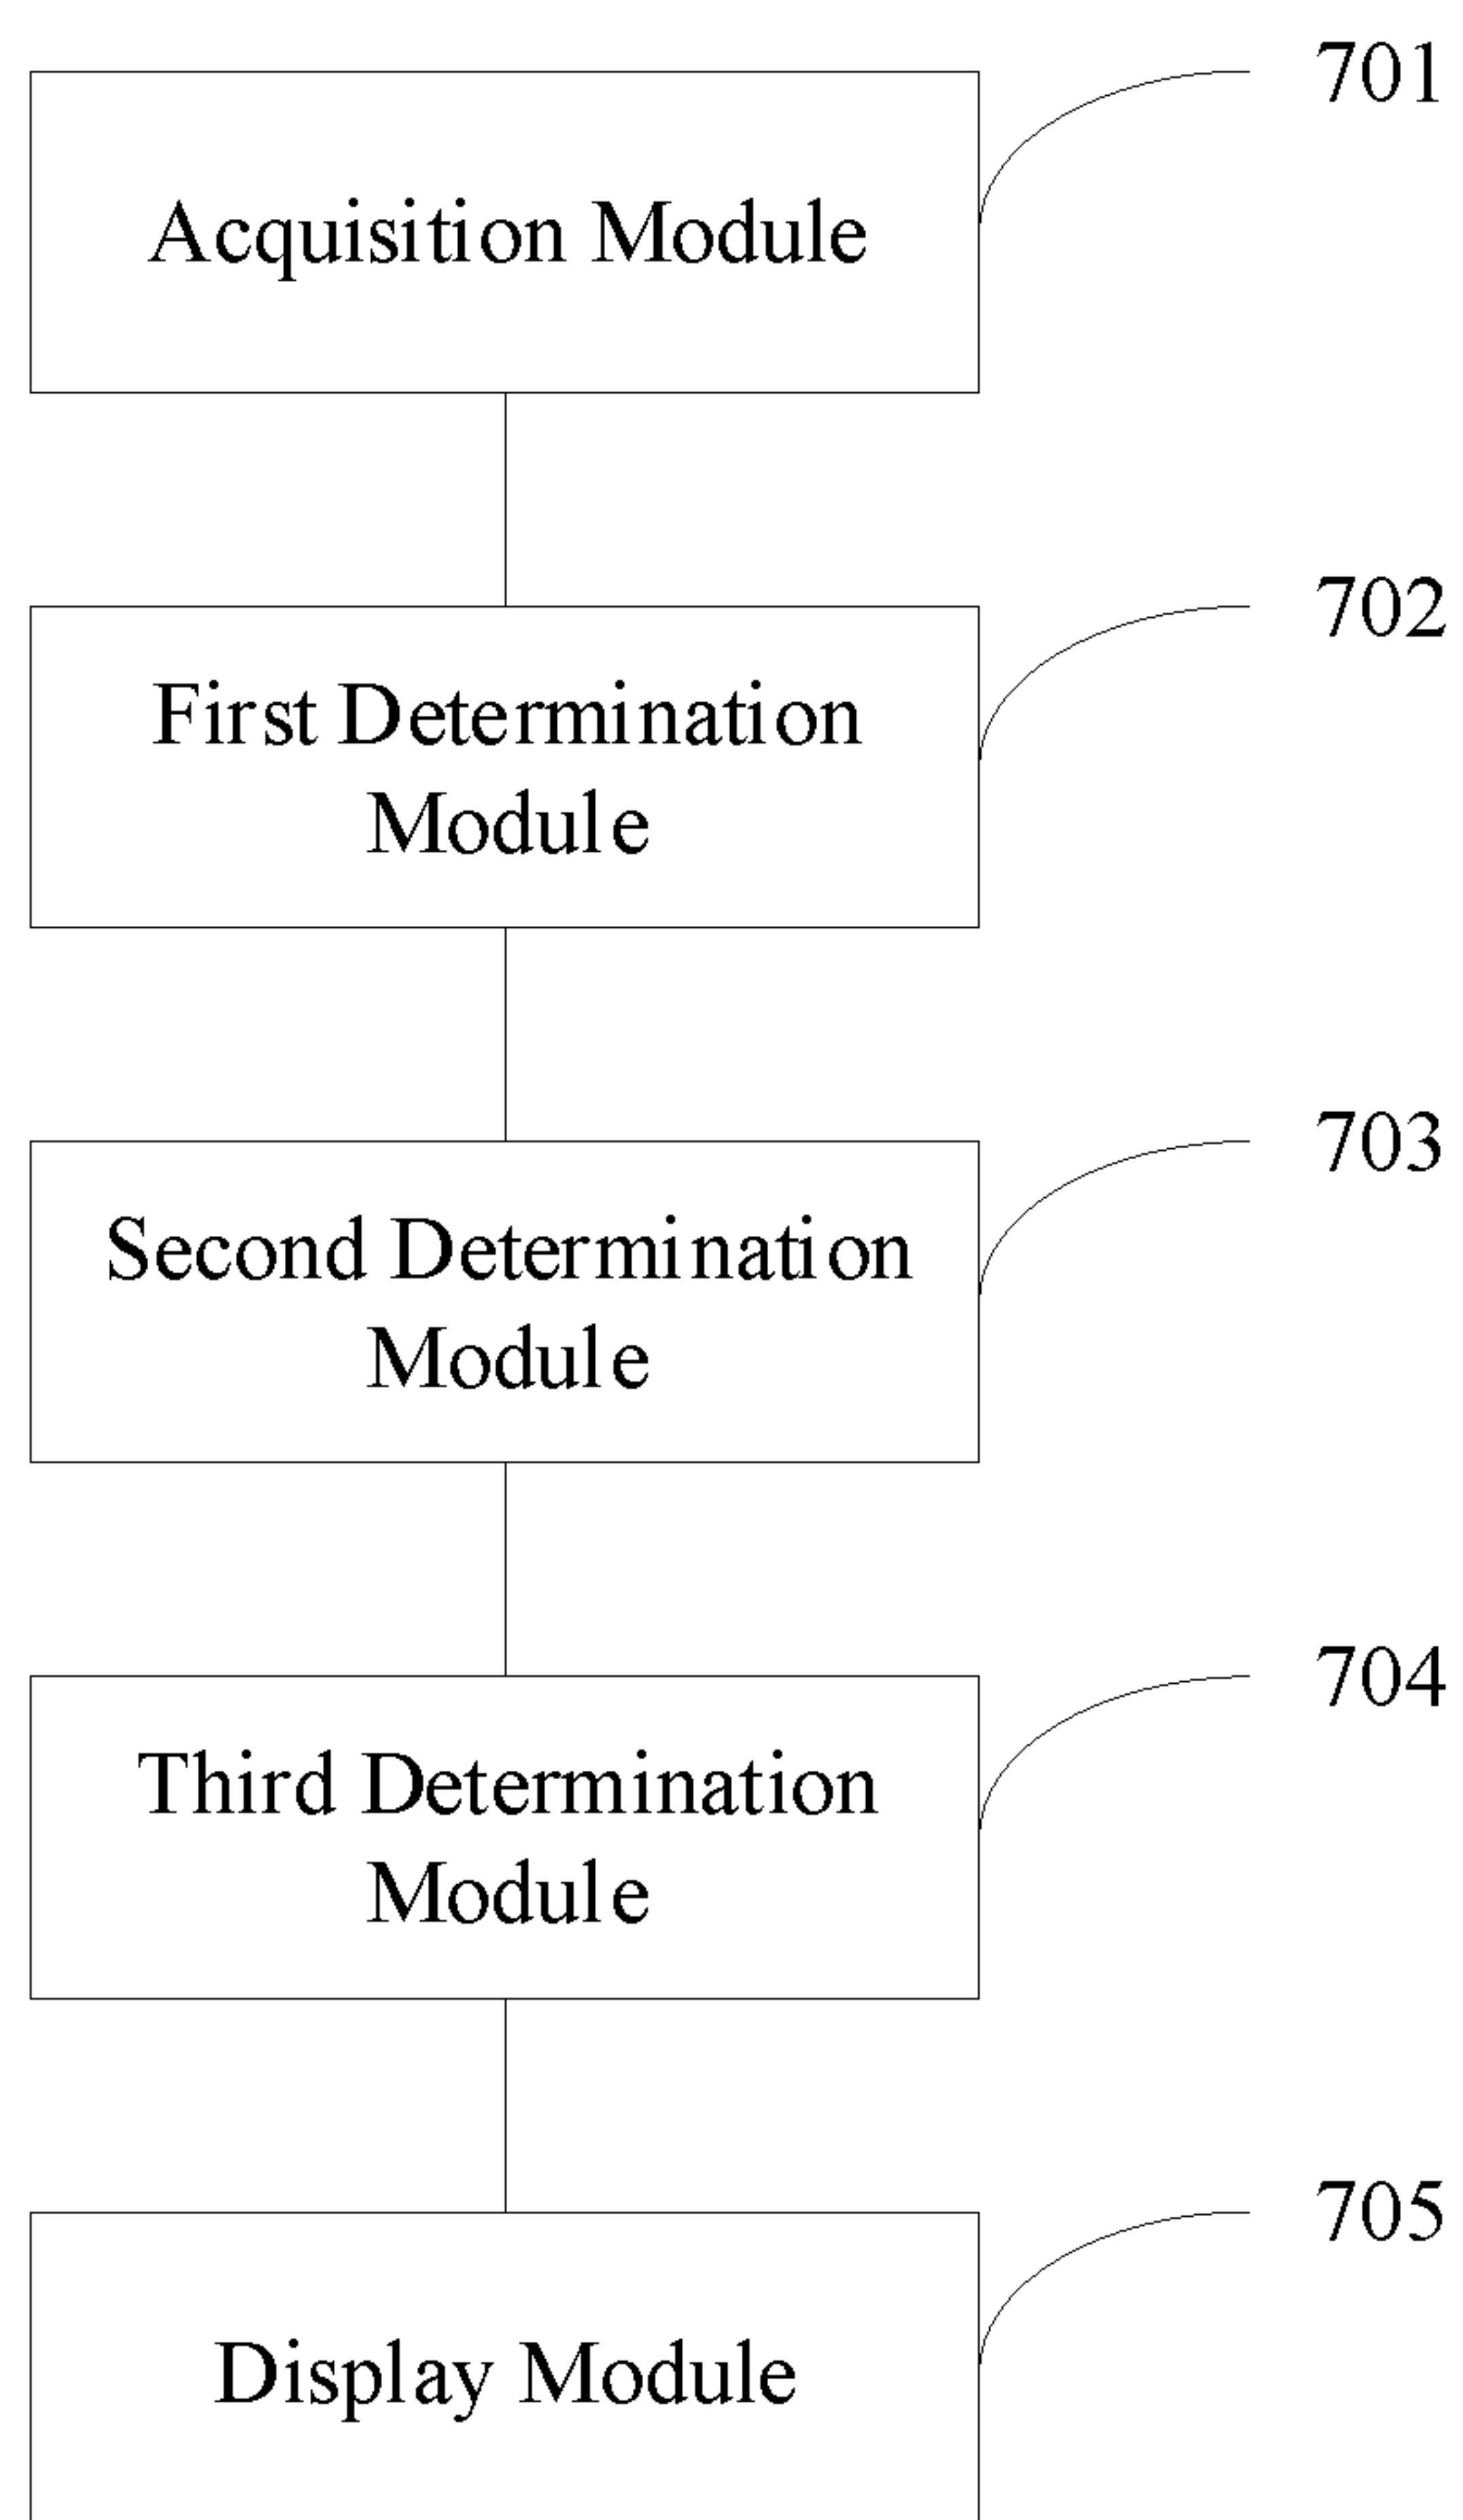 701
Acquisition Module
702
First Determination
Module
703
Second Determination
Module
704
Third Determination
Module
705
Display Module